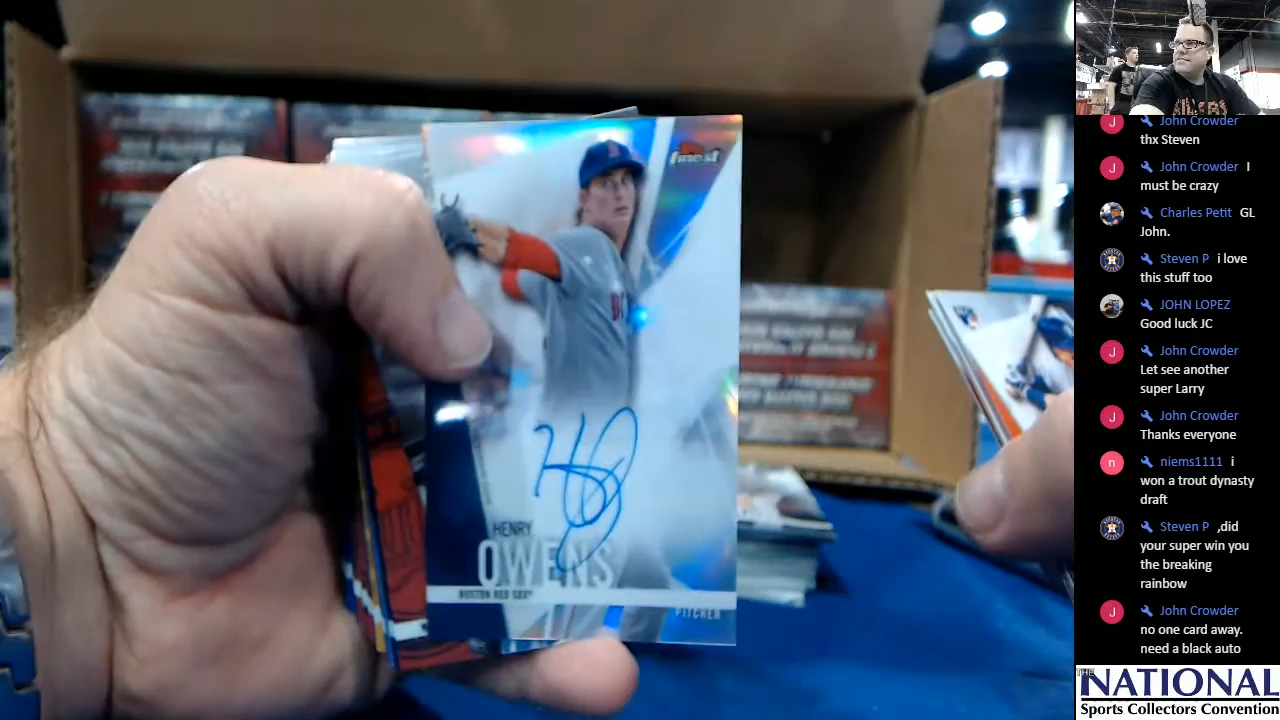 finest
HENRY
OWENS
BOSTON RED SOX
PITCHER
John Crowder
thx Steven
J John Crowder I
must be crazy
Charles Petit GL
John.
Steven P i love
this stuff too
JOHN LOPEZ
Good luck JC
J John Crowder
Let see another
super Larry
J John Crowder
Thanks everyone
n niems1111 i
won a trout dynasty
draft
Steven P ,did
your super win you
the breaking
rainbow
J John Crowder
no one card away.
need a black auto
THE
NATIONAL
Sports Collectors Convention